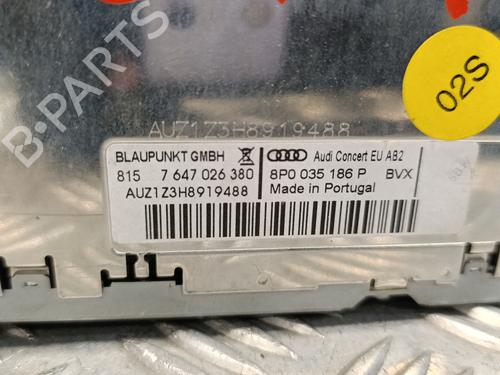 02S
AUZ1Z3H8919488
BLAUPUNKT GMBH
Audi Concert EU AB2
815 7 647 026 380
8P0 035 186 P BVX
AUZ1Z3H8919488
Made in Portugal